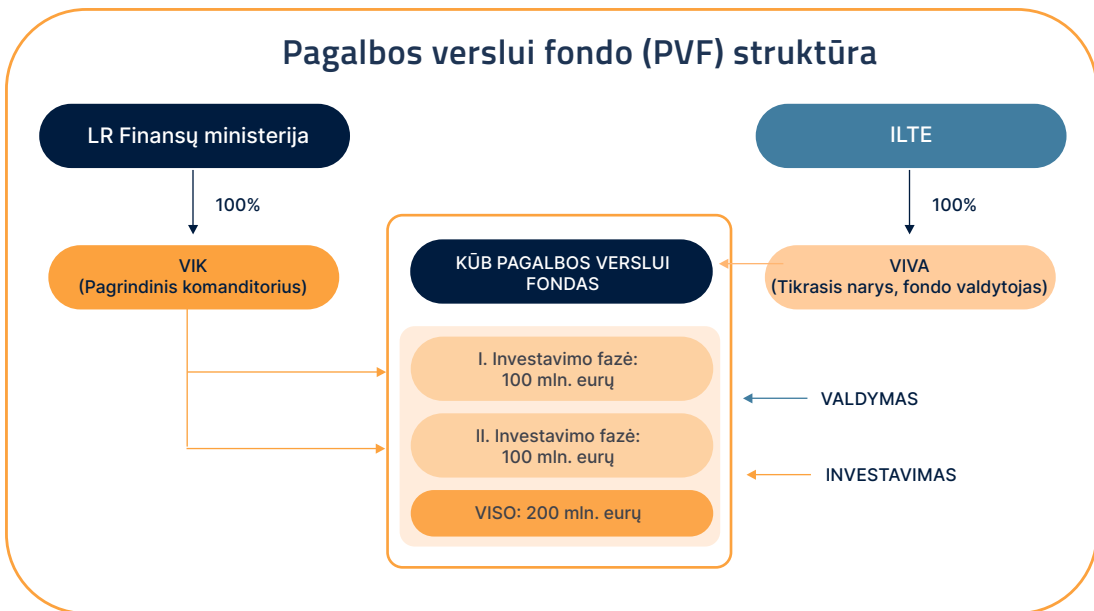 Pagalbos verslui fondo (PVF) struktūra
LR Finansų ministerija
ILTE
100%
100%
VIK
(Pagrindinis komanditorius)
KŪB PAGALBOS VERSLUI
FONDAS
VIVA
(Tikrasis narys, fondo valdytojas)
I. Investavimo fazė:
100 mln. eurų
VALDYMAS
II. Investavimo fazė:
100 mln. eurų
INVESTAVIMAS
VISO: 200 mln. eurų